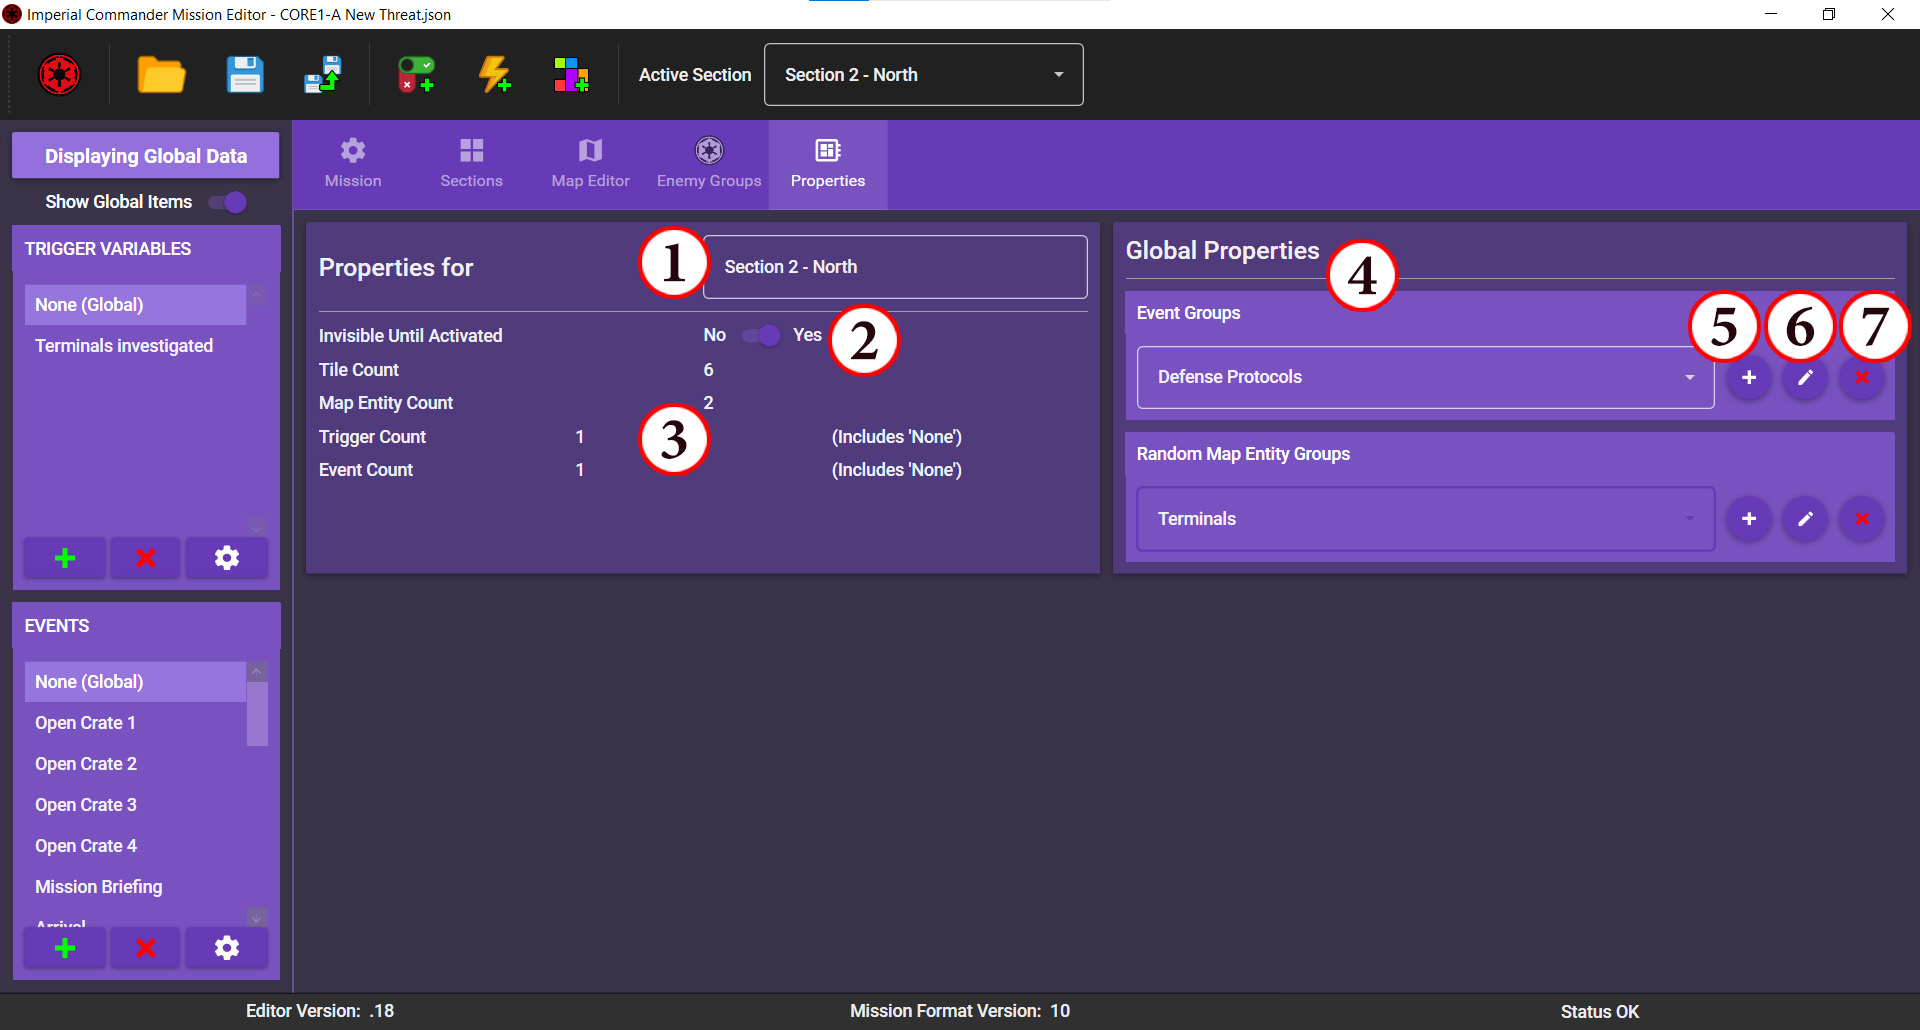 Imperial Commander Mission Editor - CORE1-A New Threat.json
Active Section
Section 2 - North
Displaying Global Data
Show Global Items
TRIGGER VARIABLES
None (Global)
Terminals investigated
EVENTS
None (Global)
Open Crate 1
Open Crate 2
Open Crate 3
Open Crate 4
Mission Briefing
Arrival
Mission
Sections
Map Editor
Enemy Groups
Properties
Properties for
1
Section 2 - North
Invisible Until Activated
No
Yes
2
Tile Count
6
Map Entity Count
2
3
Trigger Count
1
(Includes 'None')
Event Count
1
(Includes 'None')
Global Properties
4
Event Groups
5
6
7
Defense Protocols
Random Map Entity Groups
Terminals
Editor Version: .18
Mission Format Version: 10
Status OK